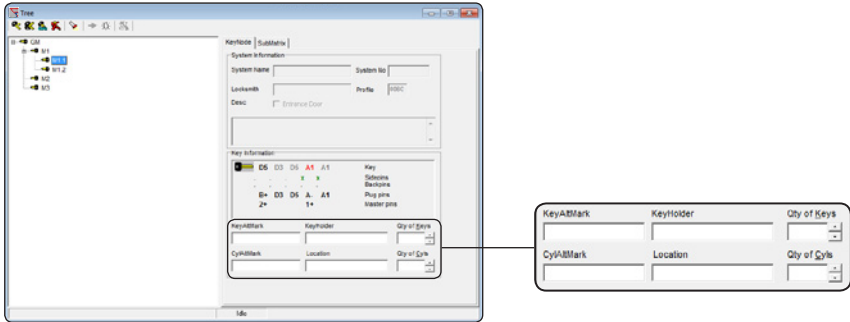 Tree
GM
M1
M1.1
M1.2
M2
M3
KeyNode SubMatrix
System Information
System Name System No
Locksmith Profile
Desc Entrance Door
Key Information
D5 D3 D5 A1 A1 Key
x x Sidepins
Backpins
B+ D3 D5 A- A1 Plug pins
2+ 1+ Master pins
KeyAltMark KeyHolder Qty of Keys
CylAltMark Location Qty of Cyls
Idle
KeyAltMark KeyHolder Qty of Keys
CylAltMark Location Qty of Cyls